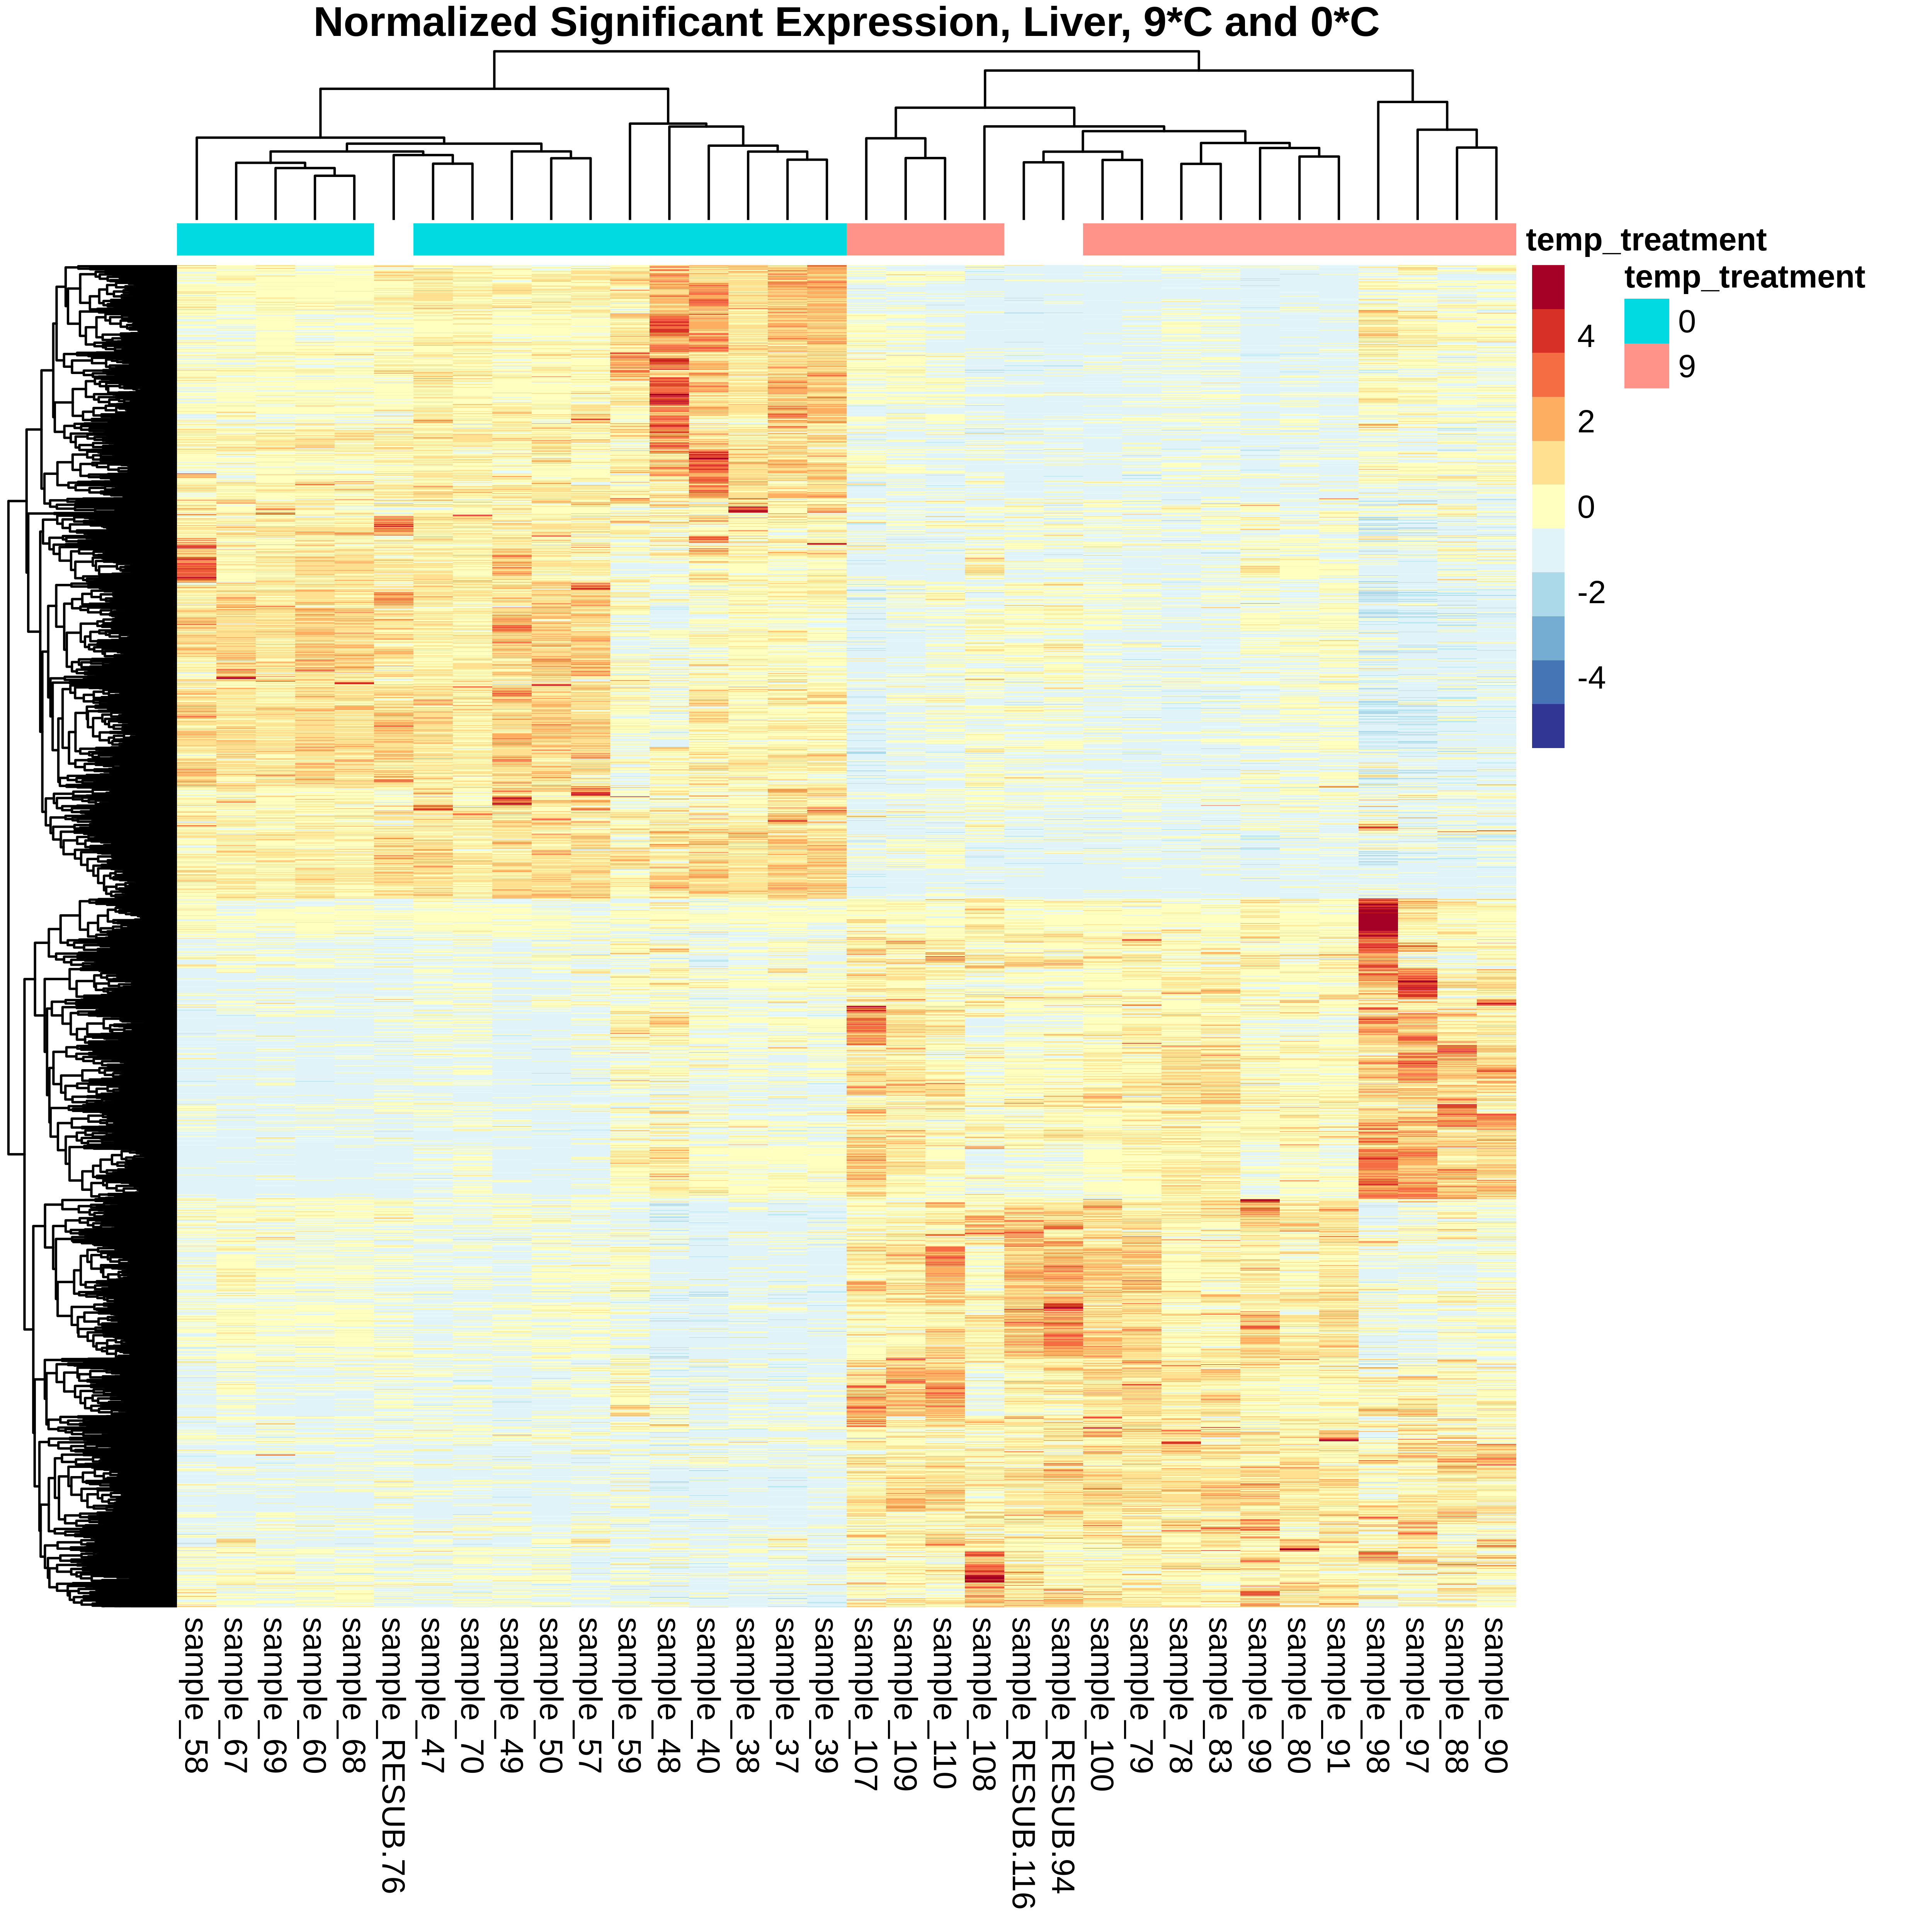 Normalized Significant Expression, Liver, 9*C and 0*C
temp_treatment
temp_treatment
0
9
4
2
0
-2
-4
sample_58
sample_67
sample_69
sample_60
sample_68
sample_RESUB.76
sample_47
sample_70
sample_49
sample_50
sample_57
sample_59
sample_48
sample_40
sample_38
sample_37
sample_39
sample_107
sample_109
sample_110
sample_108
sample_RESUB.116
sample_RESUB.94
sample_100
sample_79
sample_78
sample_83
sample_99
sample_80
sample_91
sample_98
sample_97
sample_88
sample_90